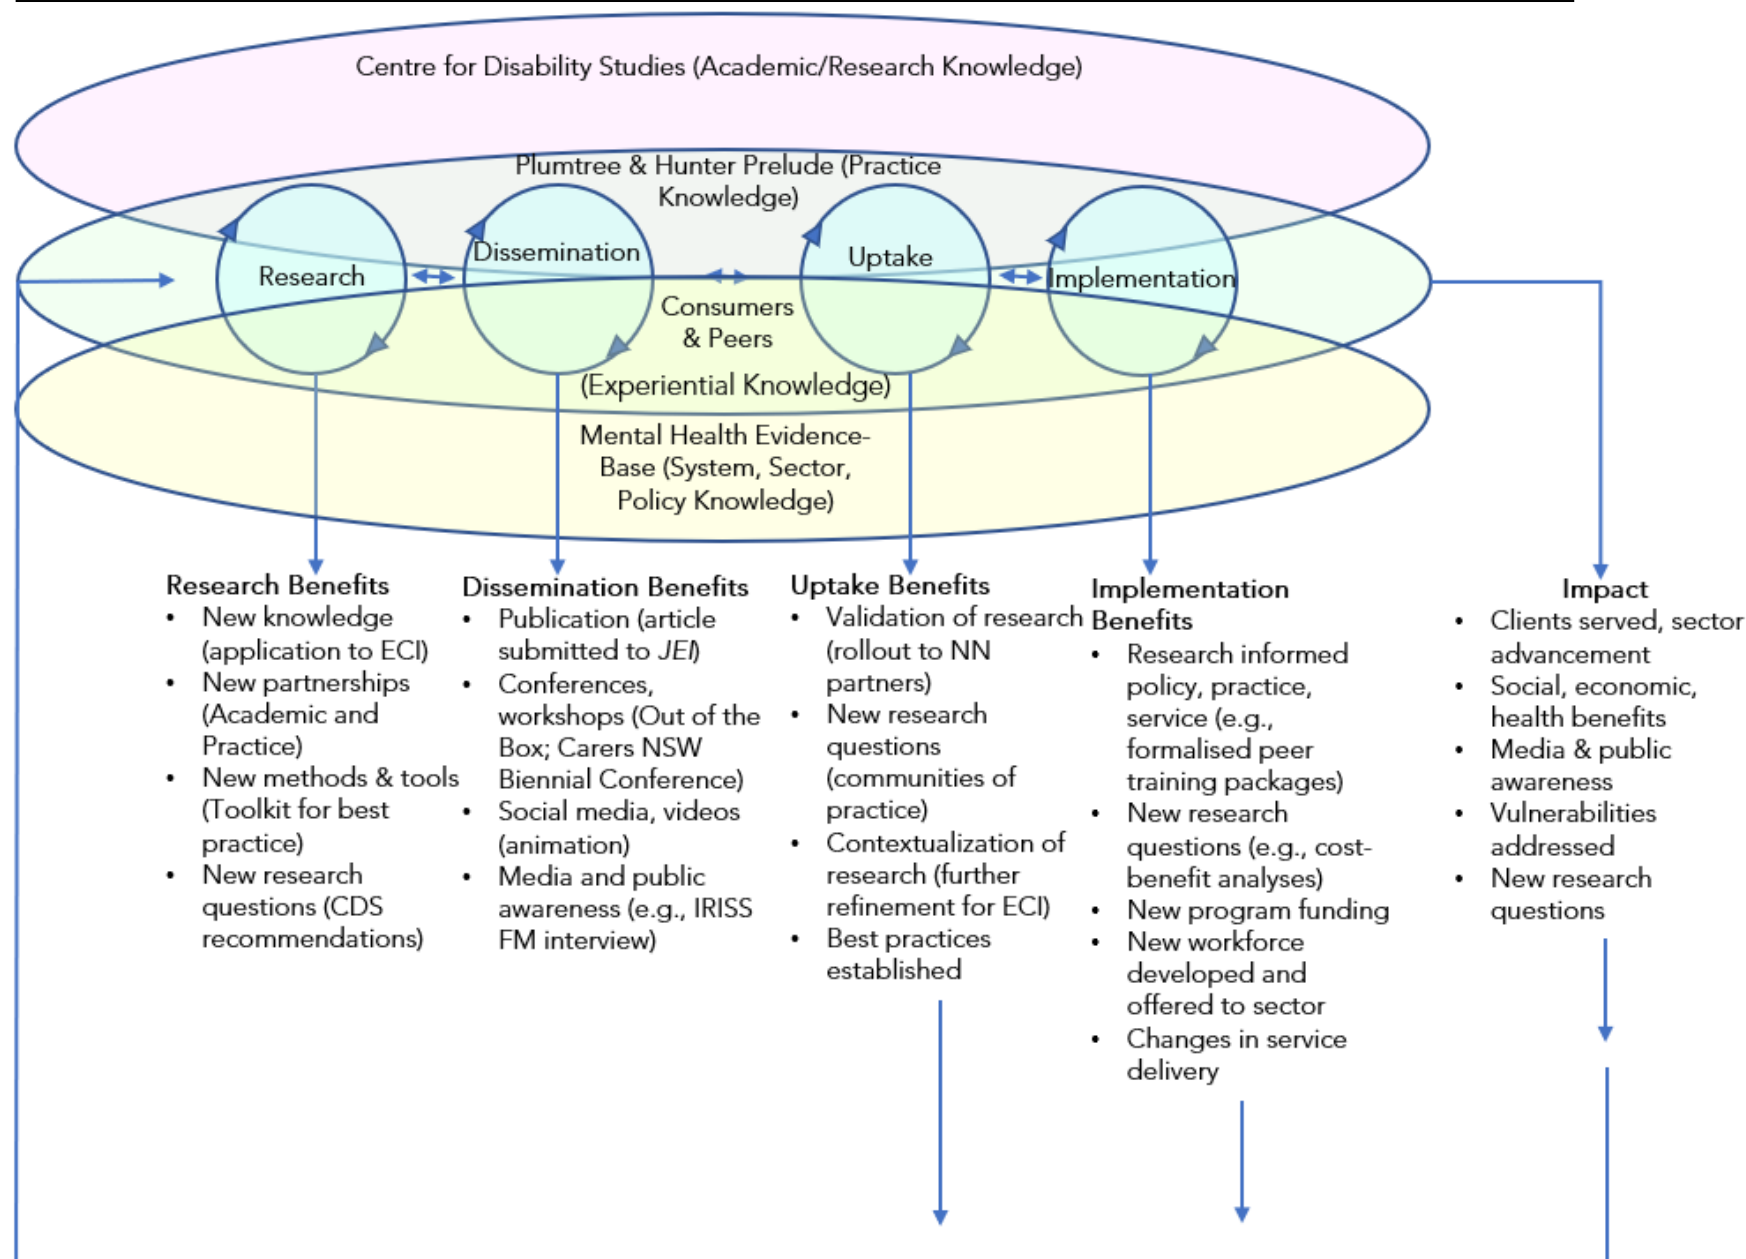 Centre for Disability Studies (Academic/Research Knowledge)
Plumtree & Hunter Prelude (Practice
Knowledge)
Research
Dissemination
Uptake
Implementation
Consumers
& Peers
(Experiential Knowledge)
Mental Health Evidence-
Base (System, Sector,
Policy Knowledge)
Research Benefits
• New knowledge
(application to ECI)
• New partnerships
(Academic and
Practice)
• New methods & tools
(Toolkit for best
practice)
• New research
questions (CDS
recommendations)
Dissemination Benefits
• Publication (article
submitted to JEI)
• Conferences,
workshops (Out of the
Box; Carers NSW
Biennial Conference)
• Social media, videos
(animation)
• Media and public
awareness (e.g., IRISS
FM interview)
Uptake Benefits
• Validation of research
(rollout to NN
partners)
• New research
questions
(communities of
practice)
• Contextualization of
research (further
refinement for ECI)
• Best practices
established
Implementation
Benefits
• Research informed
policy, practice,
service (e.g.,
formalised peer
training packages)
• New research
questions (e.g., cost-
benefit analyses)
• New program funding
• New workforce
developed and
offered to sector
• Changes in service
delivery
Impact
• Clients served, sector
advancement
• Social, economic,
health benefits
• Media & public
awareness
• Vulnerabilities
addressed
• New research
questions